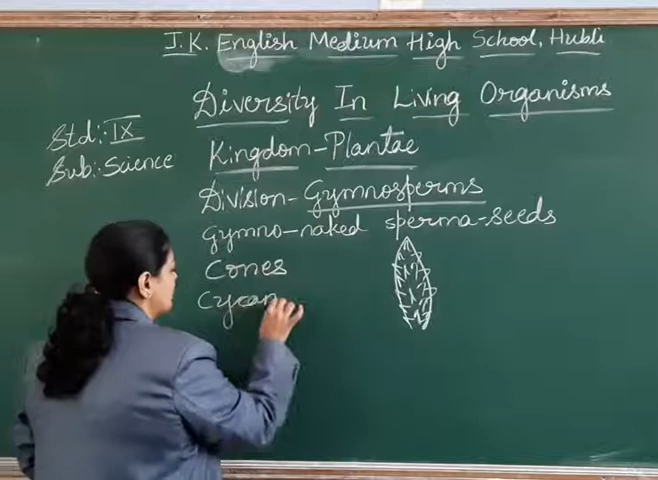 J.K. English Medium High School, Hubli
Diversity In Living Organisms
Std:- IX
Sub:- Science
Kingdom-Plantae
Division-Gymnosperms
Gymno-naked sperma-seeds
Cones